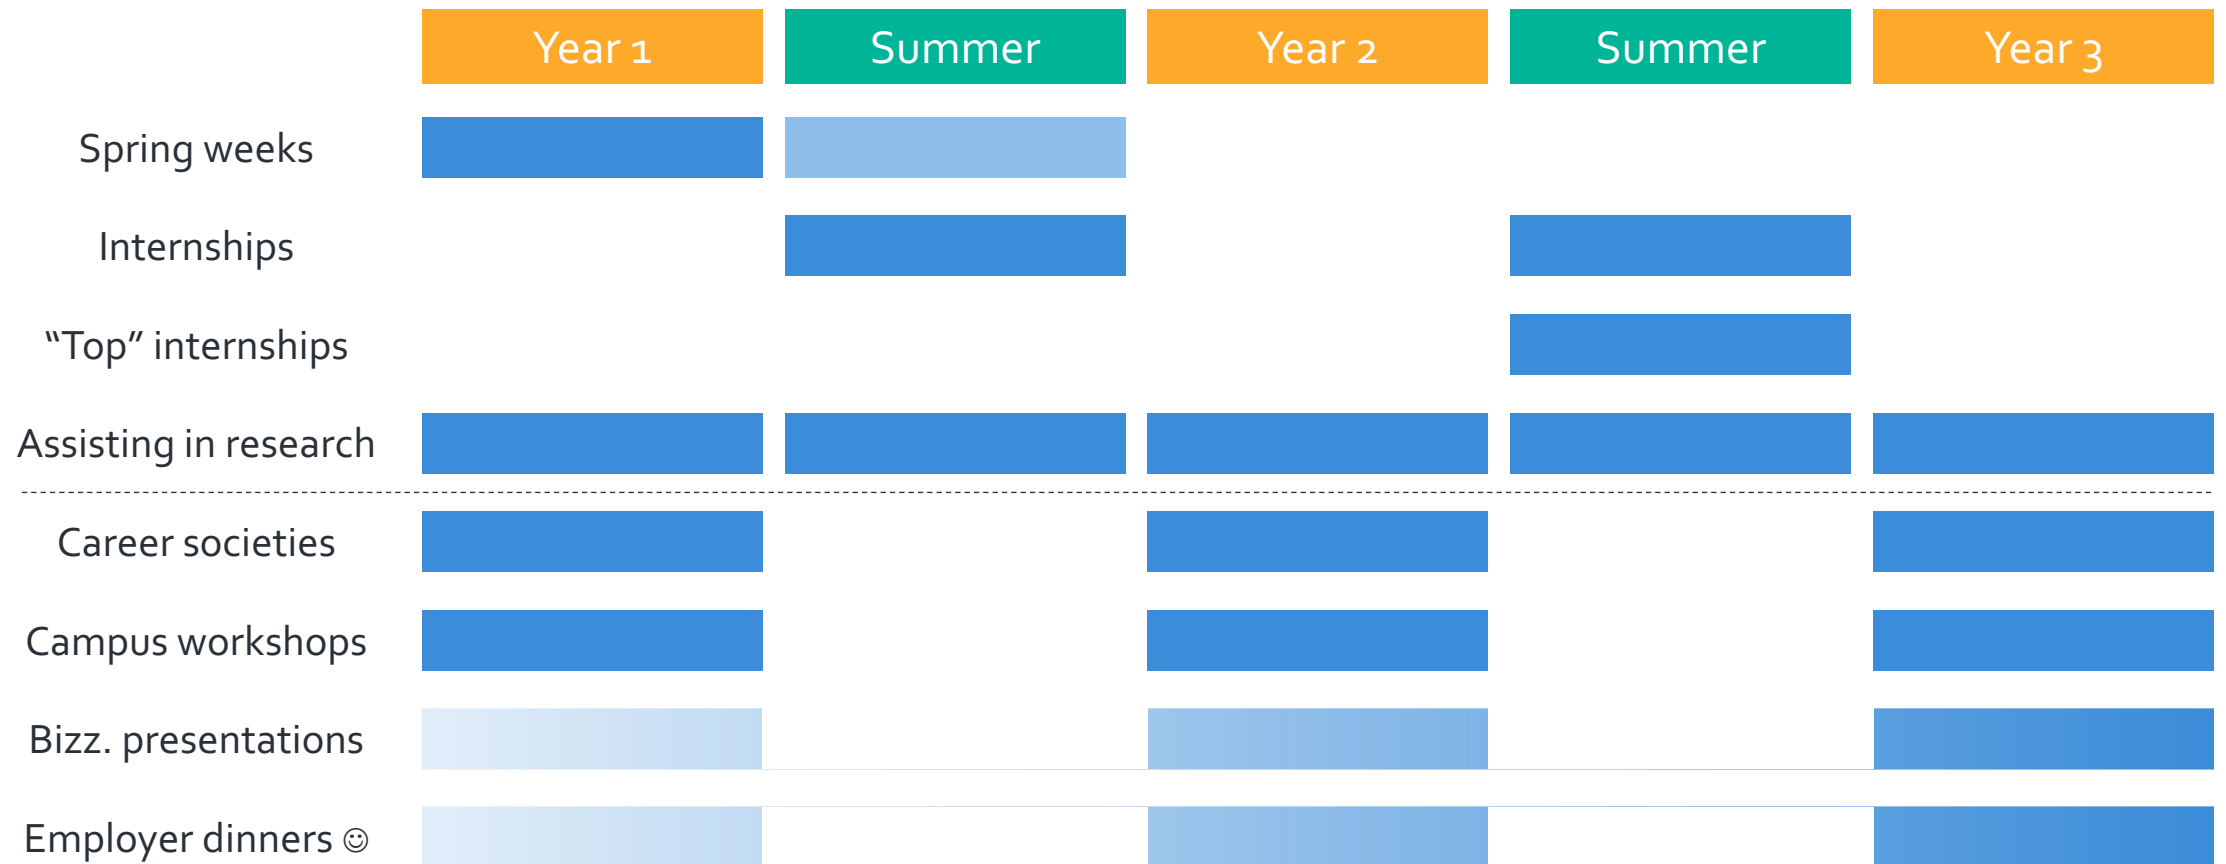 Year 1 Summer Year 2 Summer Year 3
Spring weeks
Internships
“Top” internships
Assisting in research
Career societies
Campus workshops
Bizz. presentations
Employer dinners ☺